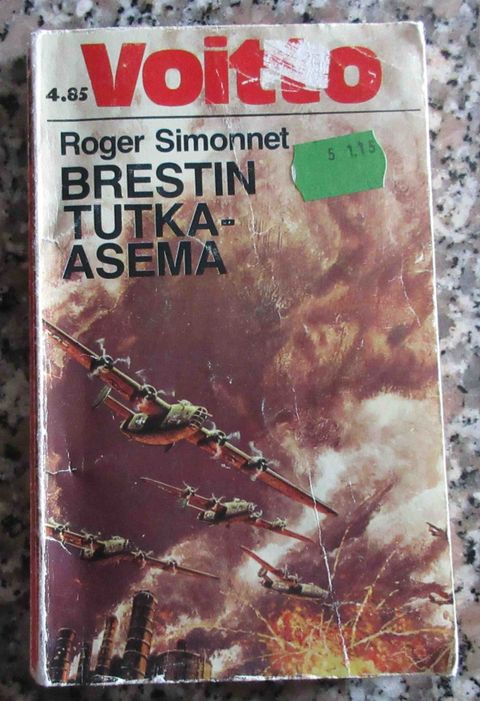 Voitto
4.85
Roger Simonnet
5 1.15
BRESTIN
TUTKA-
ASEMA